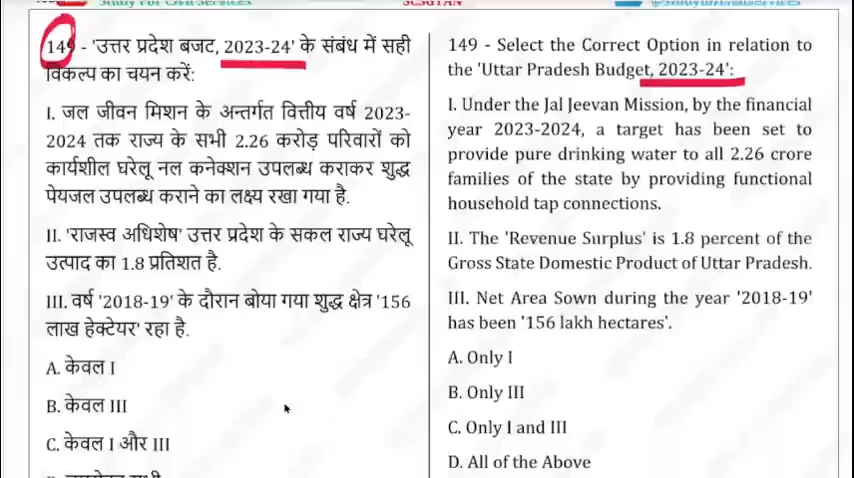 Study For Civil Services
SCSGYAN
149 - 'उत्तर प्रदेश बजट, 2023-24' के संबंध में सही
विकल्प का चयन करें:
I. जल जीवन मिशन के अन्तर्गत वित्तीय वर्ष 2023-
2024 तक राज्य के सभी 2.26 करोड़ परिवारों को
कार्यशील घरेलू नल कनेक्शन उपलब्ध कराकर शुद्ध
पेयजल उपलब्ध कराने का लक्ष्य रखा गया है.
II. 'राजस्व अधिशेष' उत्तर प्रदेश के सकल राज्य घरेलू
उत्पाद का 1.8 प्रतिशत है.
III. वर्ष '2018-19' के दौरान बोया गया शुद्ध क्षेत्र '156
लाख हेक्टेयर' रहा है.
A. केवल I
B. केवल III
C. केवल I और III
149 - Select the Correct Option in relation to
the 'Uttar Pradesh Budget, 2023-24':
I. Under the Jal Jeevan Mission, by the financial
year 2023-2024, a target has been set to
provide pure drinking water to all 2.26 crore
families of the state by providing functional
household tap connections.
II. The 'Revenue Surplus' is 1.8 percent of the
Gross State Domestic Product of Uttar Pradesh.
III. Net Area Sown during the year '2018-19'
has been '156 lakh hectares'.
A. Only I
B. Only III
C. Only I and III
D. All of the Above